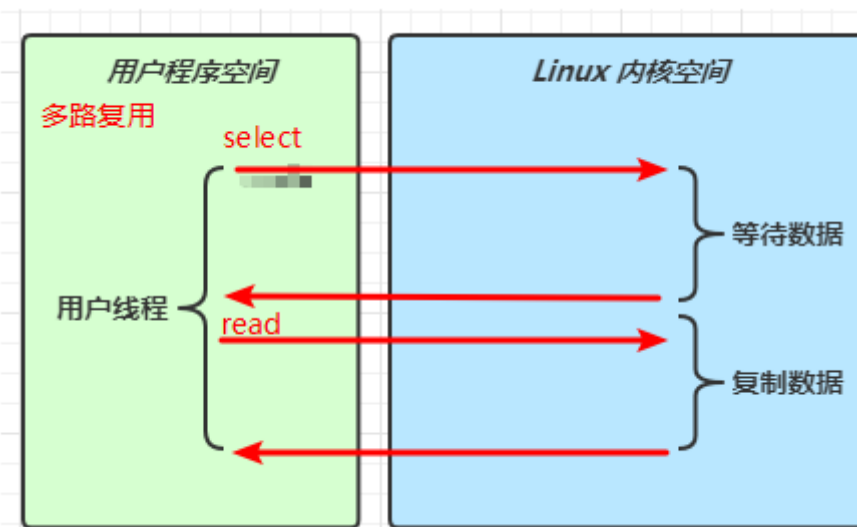 用户程序空间
Linux 内核空间
多路复用
select
等待数据
用户线程
read
复制数据